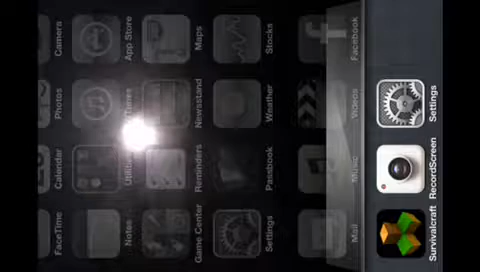 FaceTime Calendar Photos Camera
Notes Utilities iTunes App Store
Game Center Reminders Newsstand Maps
Settings Passbook Weather Stocks
Mail Music Videos Facebook
Survivalcraft RecordScreen Settings